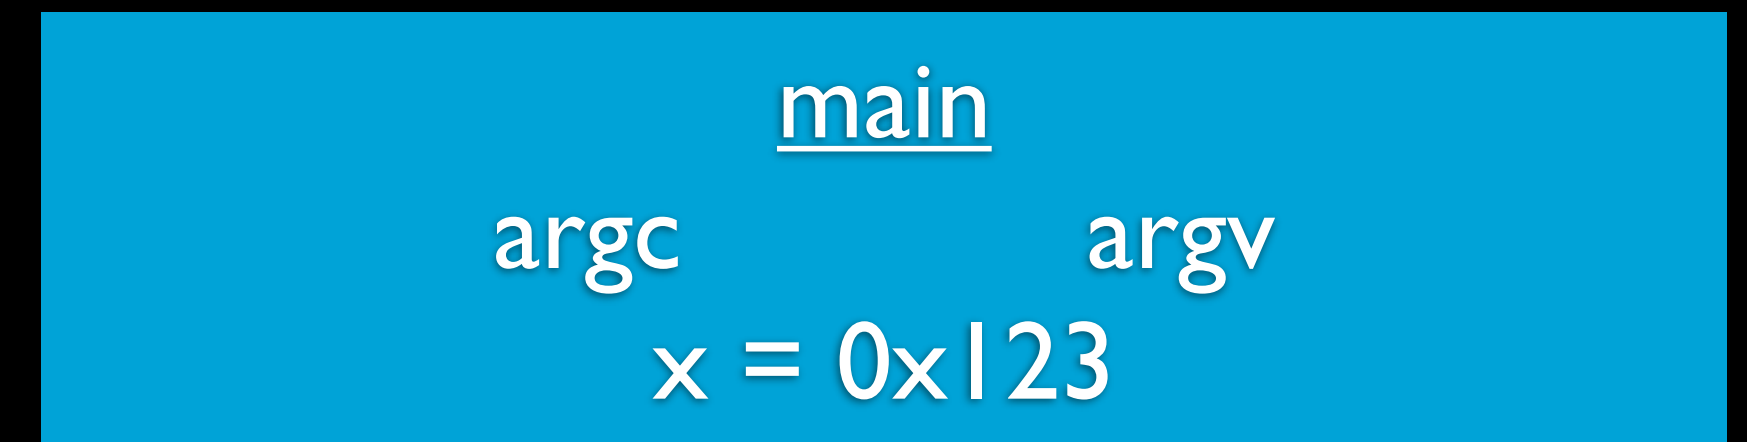 main
argc argv
x = 0x123